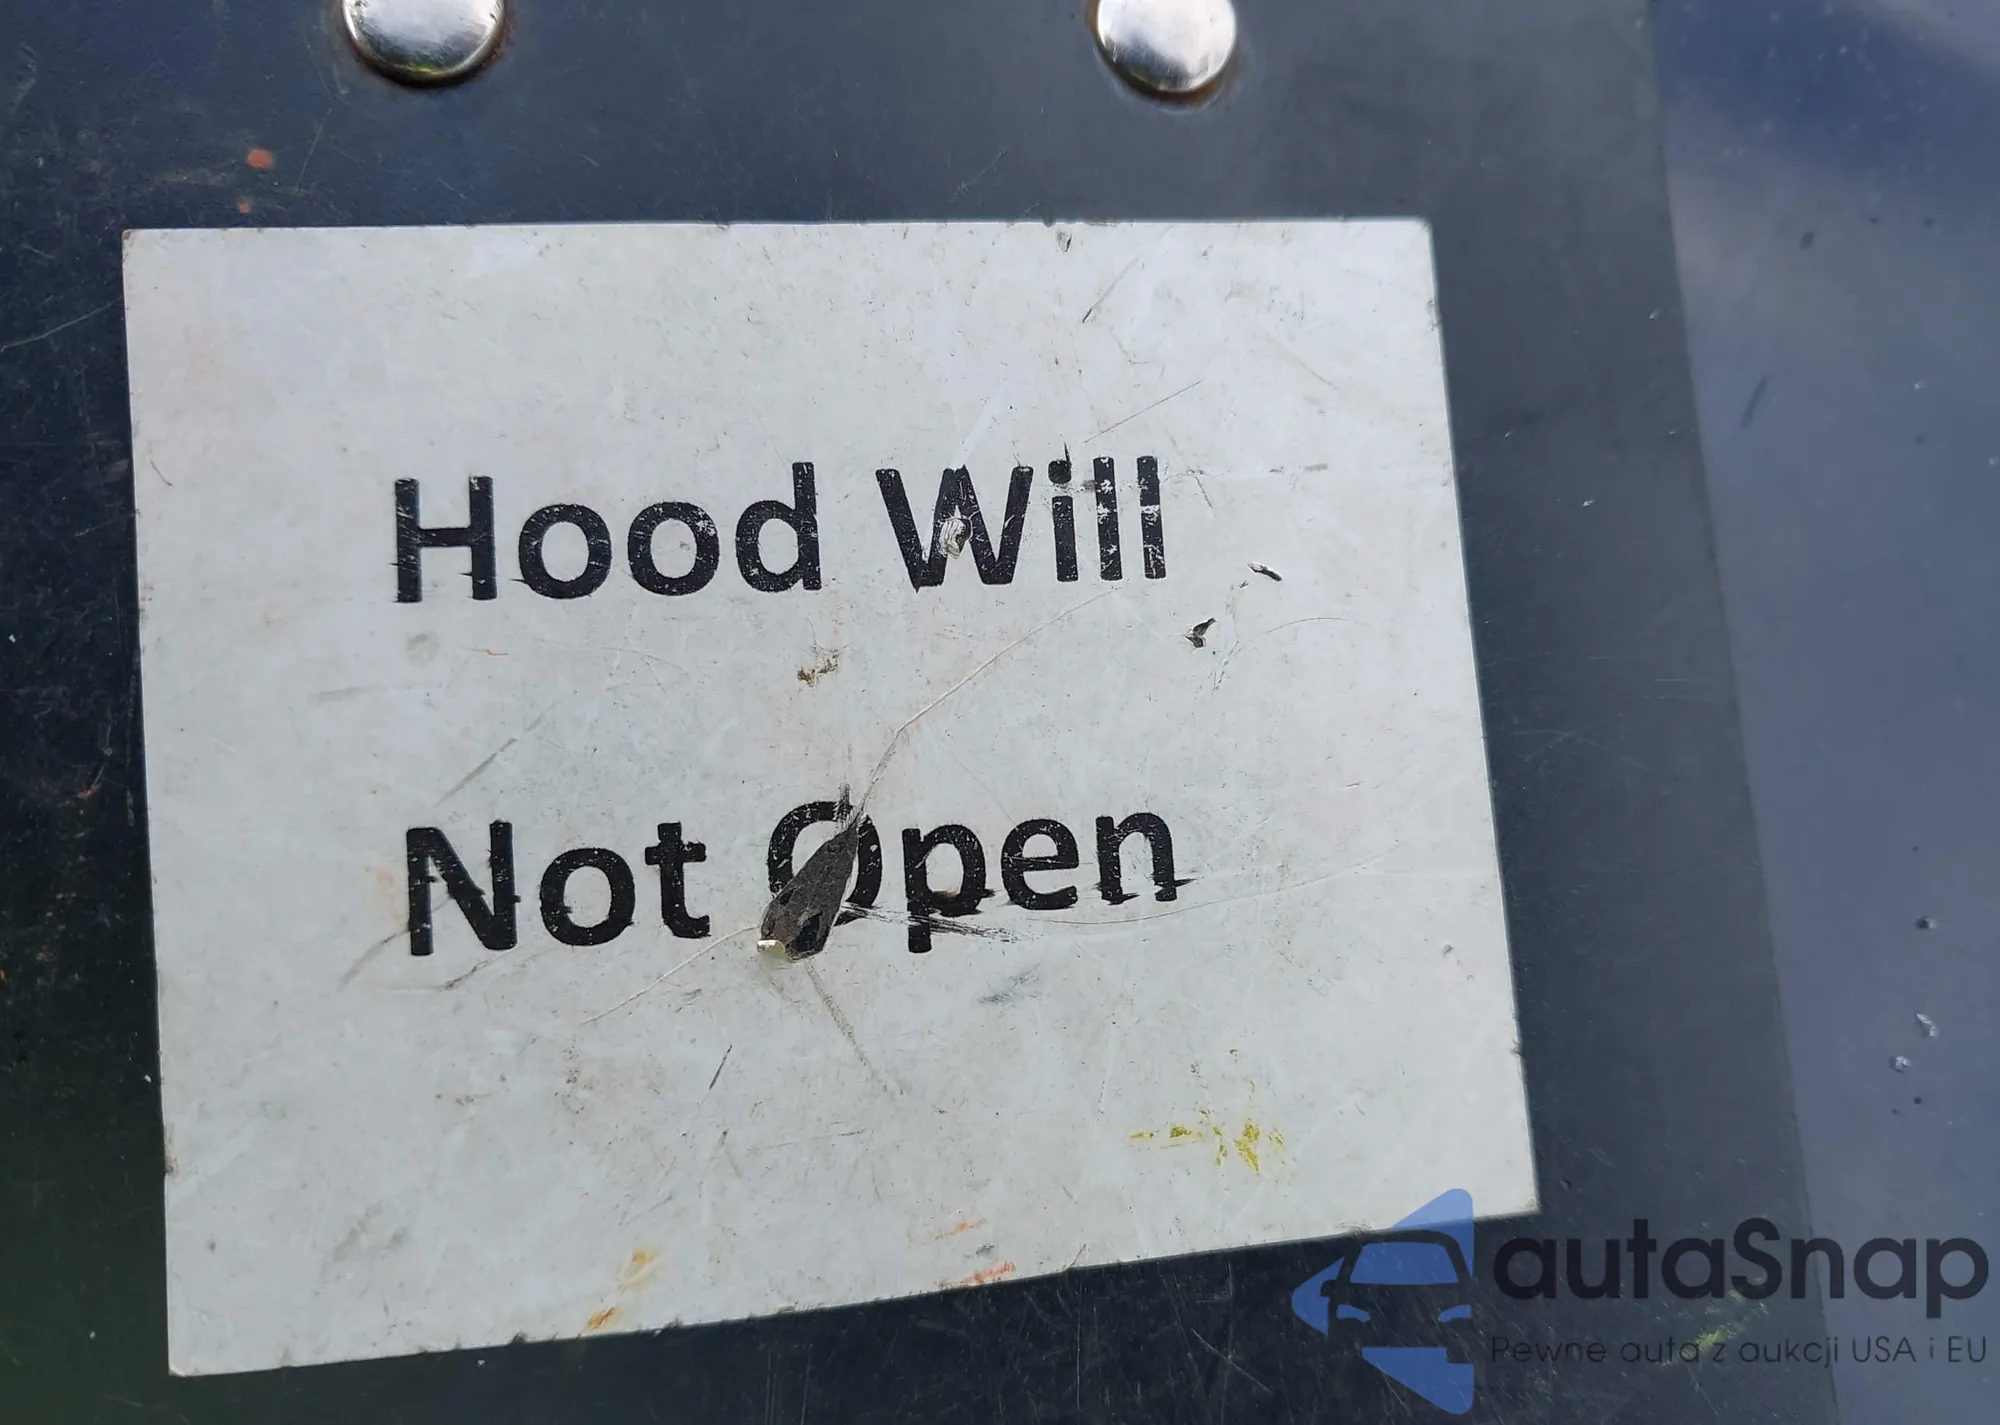 Hood Will
Not Open
autaSnap
Pewne auta z aukcji USA i EU